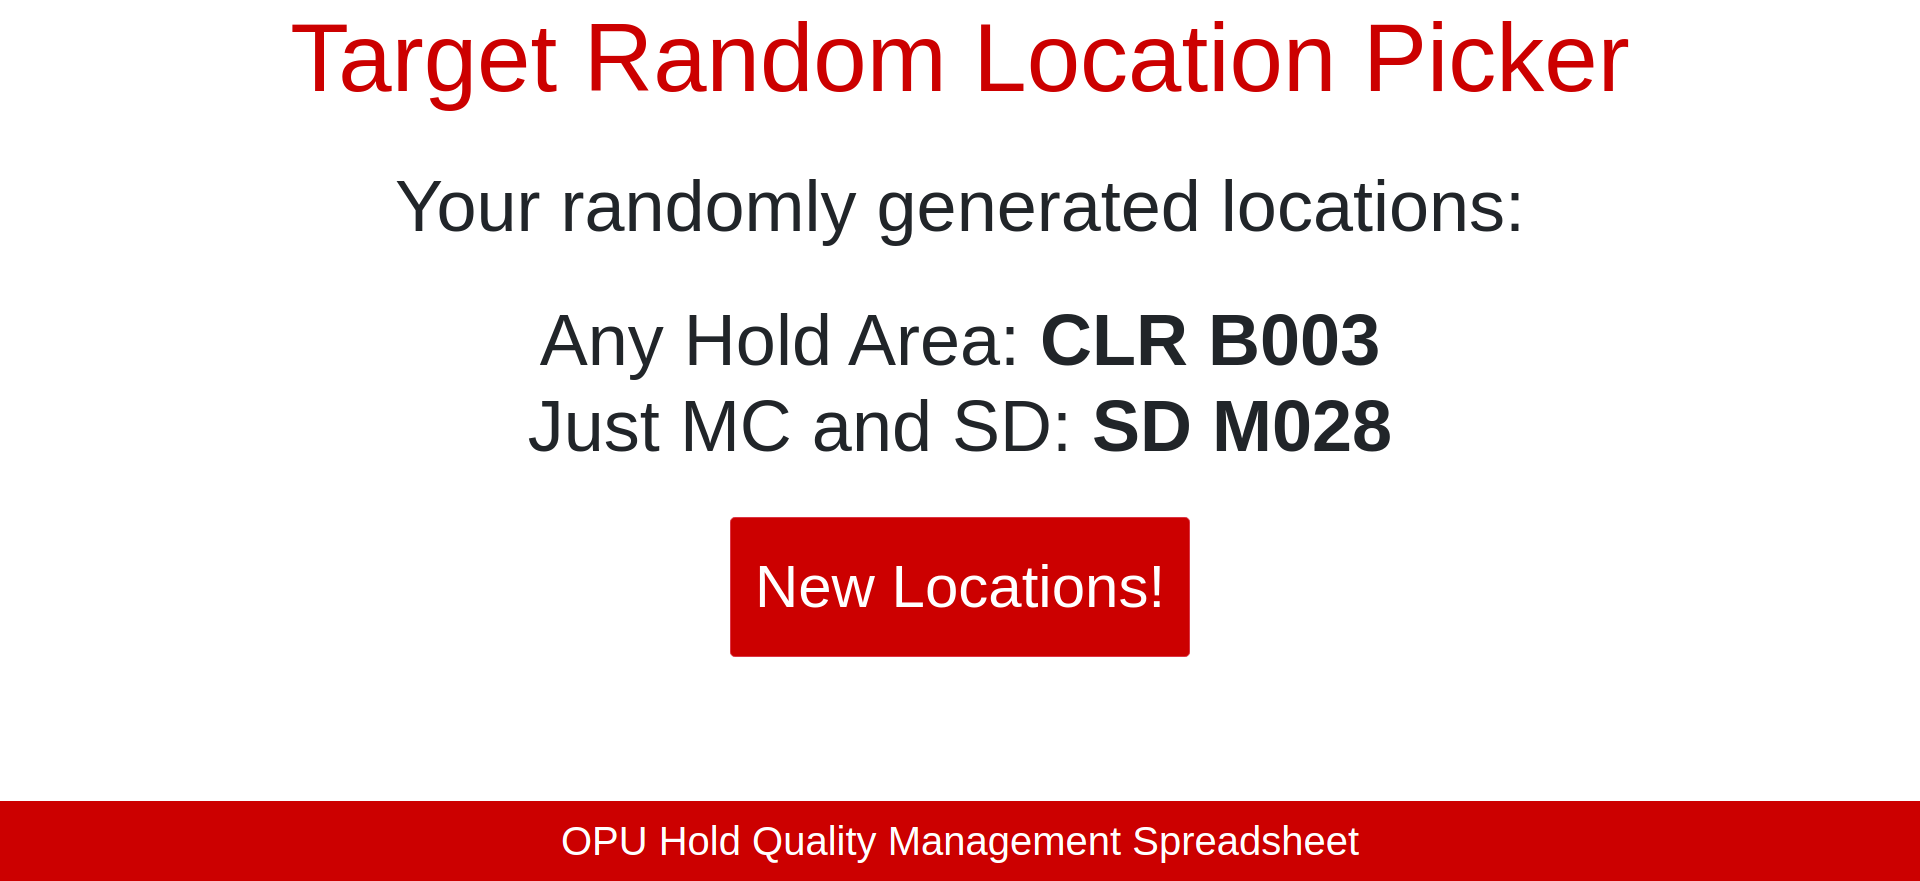 Target Random Location Picker
Your randomly generated locations:
Any Hold Area: CLR B003
Just MC and SD: SD M028
New Locations!
OPU Hold Quality Management Spreadsheet